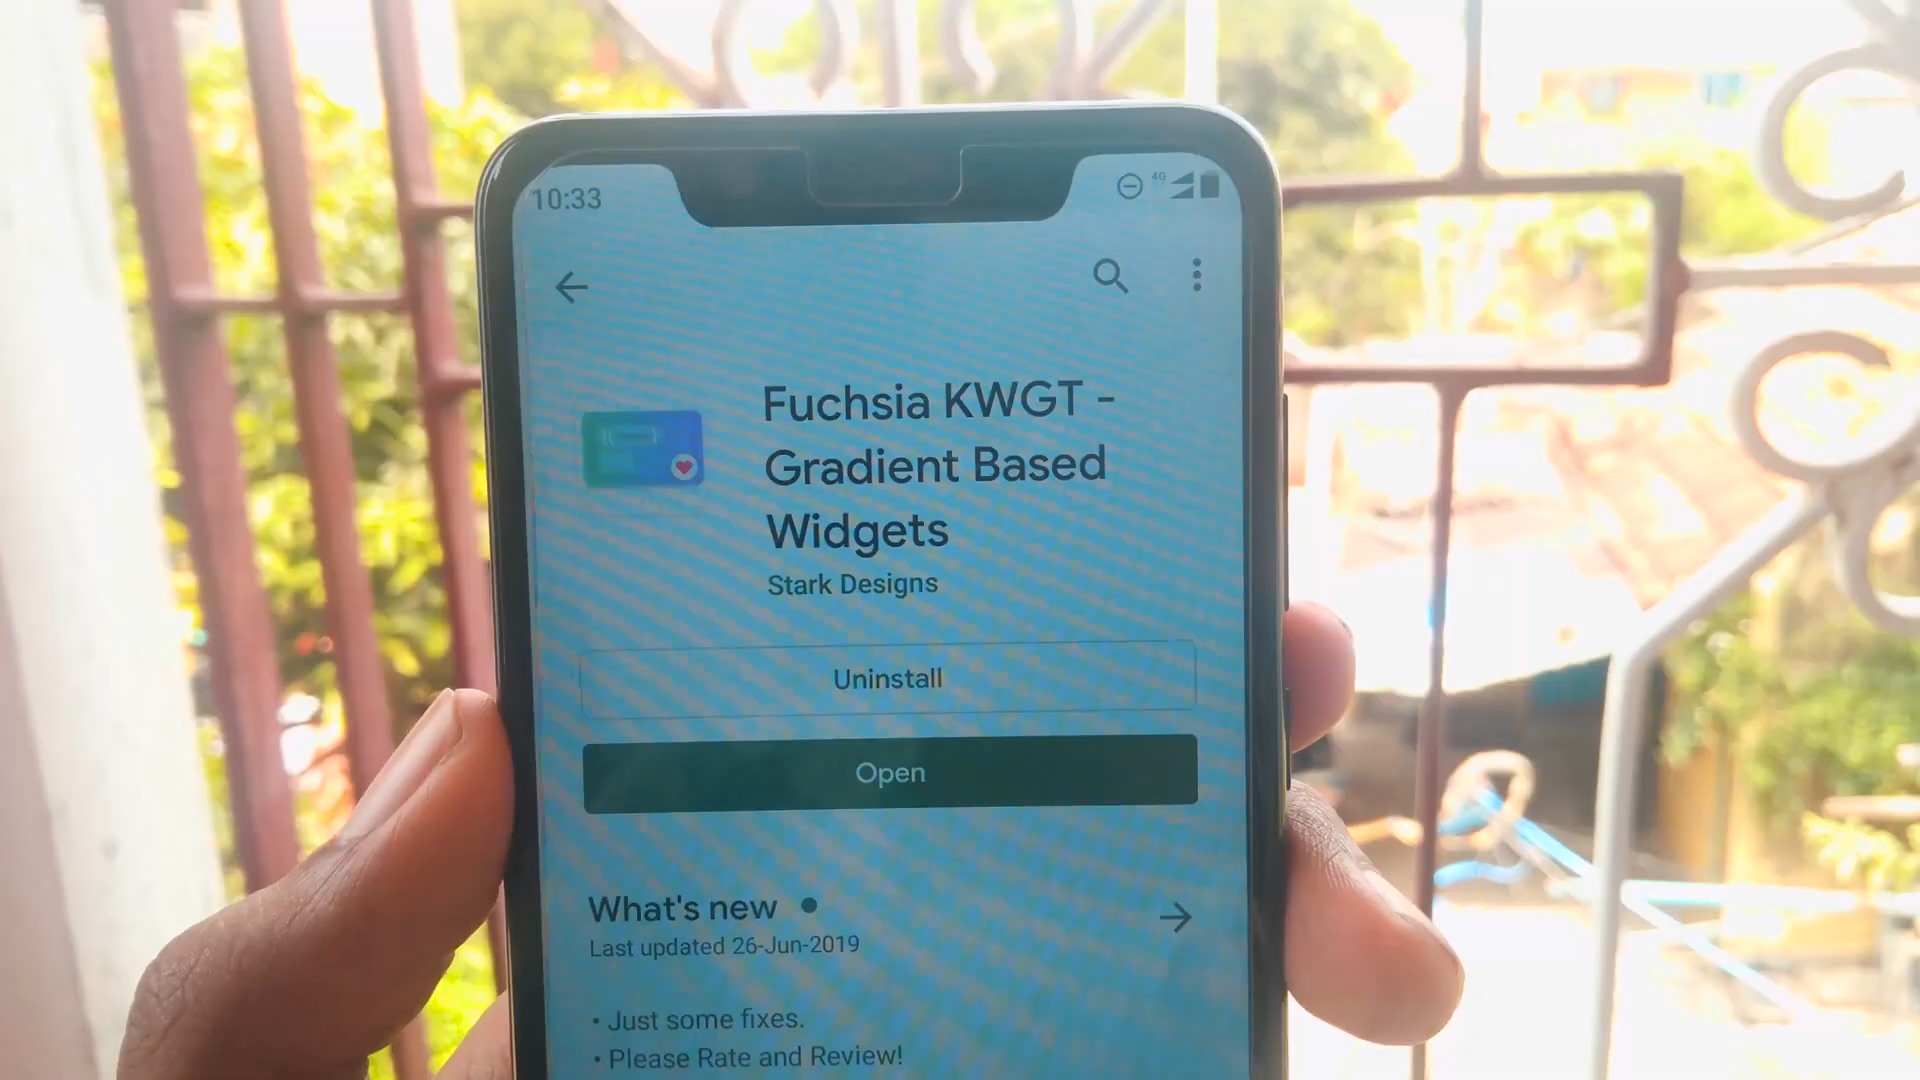 10:33
4G
Fuchsia KWGT -
Gradient Based
Widgets
Stark Designs
Uninstall
Open
What's new
Last updated 26-Jun-2019
• Just some fixes.
• Please Rate and Review!